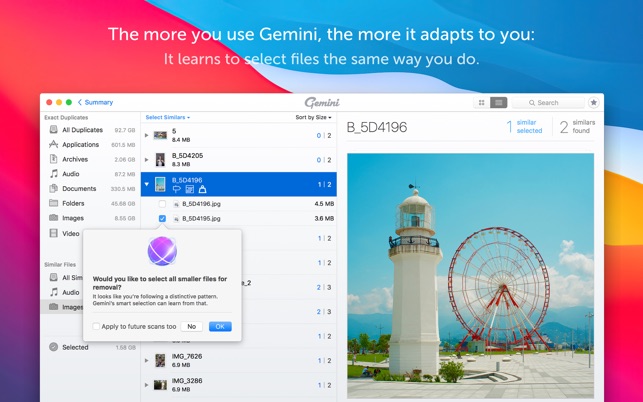 The more you use Gemini, the more it adapts to you:
It learns to select files the same way you do.
Summary
Gemini
Search
Exact Duplicates
All Duplicates 92.7 GB
Applications 601.5 MB
Archives 2.06 GB
Audio 87.2 MB
Documents 330.5 MB
Folders 45.68 GB
Images 8.55 GB
Video
Similar Files
All Sim
Audio
Images
Selected 1.68 GB
Select Similars
Sort by Size
5
8.4 MB
0 | 2
B_5D4205
8.3 MB
0 | 2
B_5D4196
1 | 2
B_5D4196.jpg 4.5 MB
B_5D4195.jpg 3.6 MB
1 | 2
1 | 2
e_2
2 | 3
2 | 3
1 | 2
IMG_7626
6.9 MB
1 | 2
IMG_3286
6.9 MB
1 | 2
Would you like to select all smaller files for
removal?
It looks like you're following a distinctive pattern.
Gemini's smart selection can learn from that.
Apply to future scans too
No
OK
B_5D4196
1 similar
selected
2 similars
found